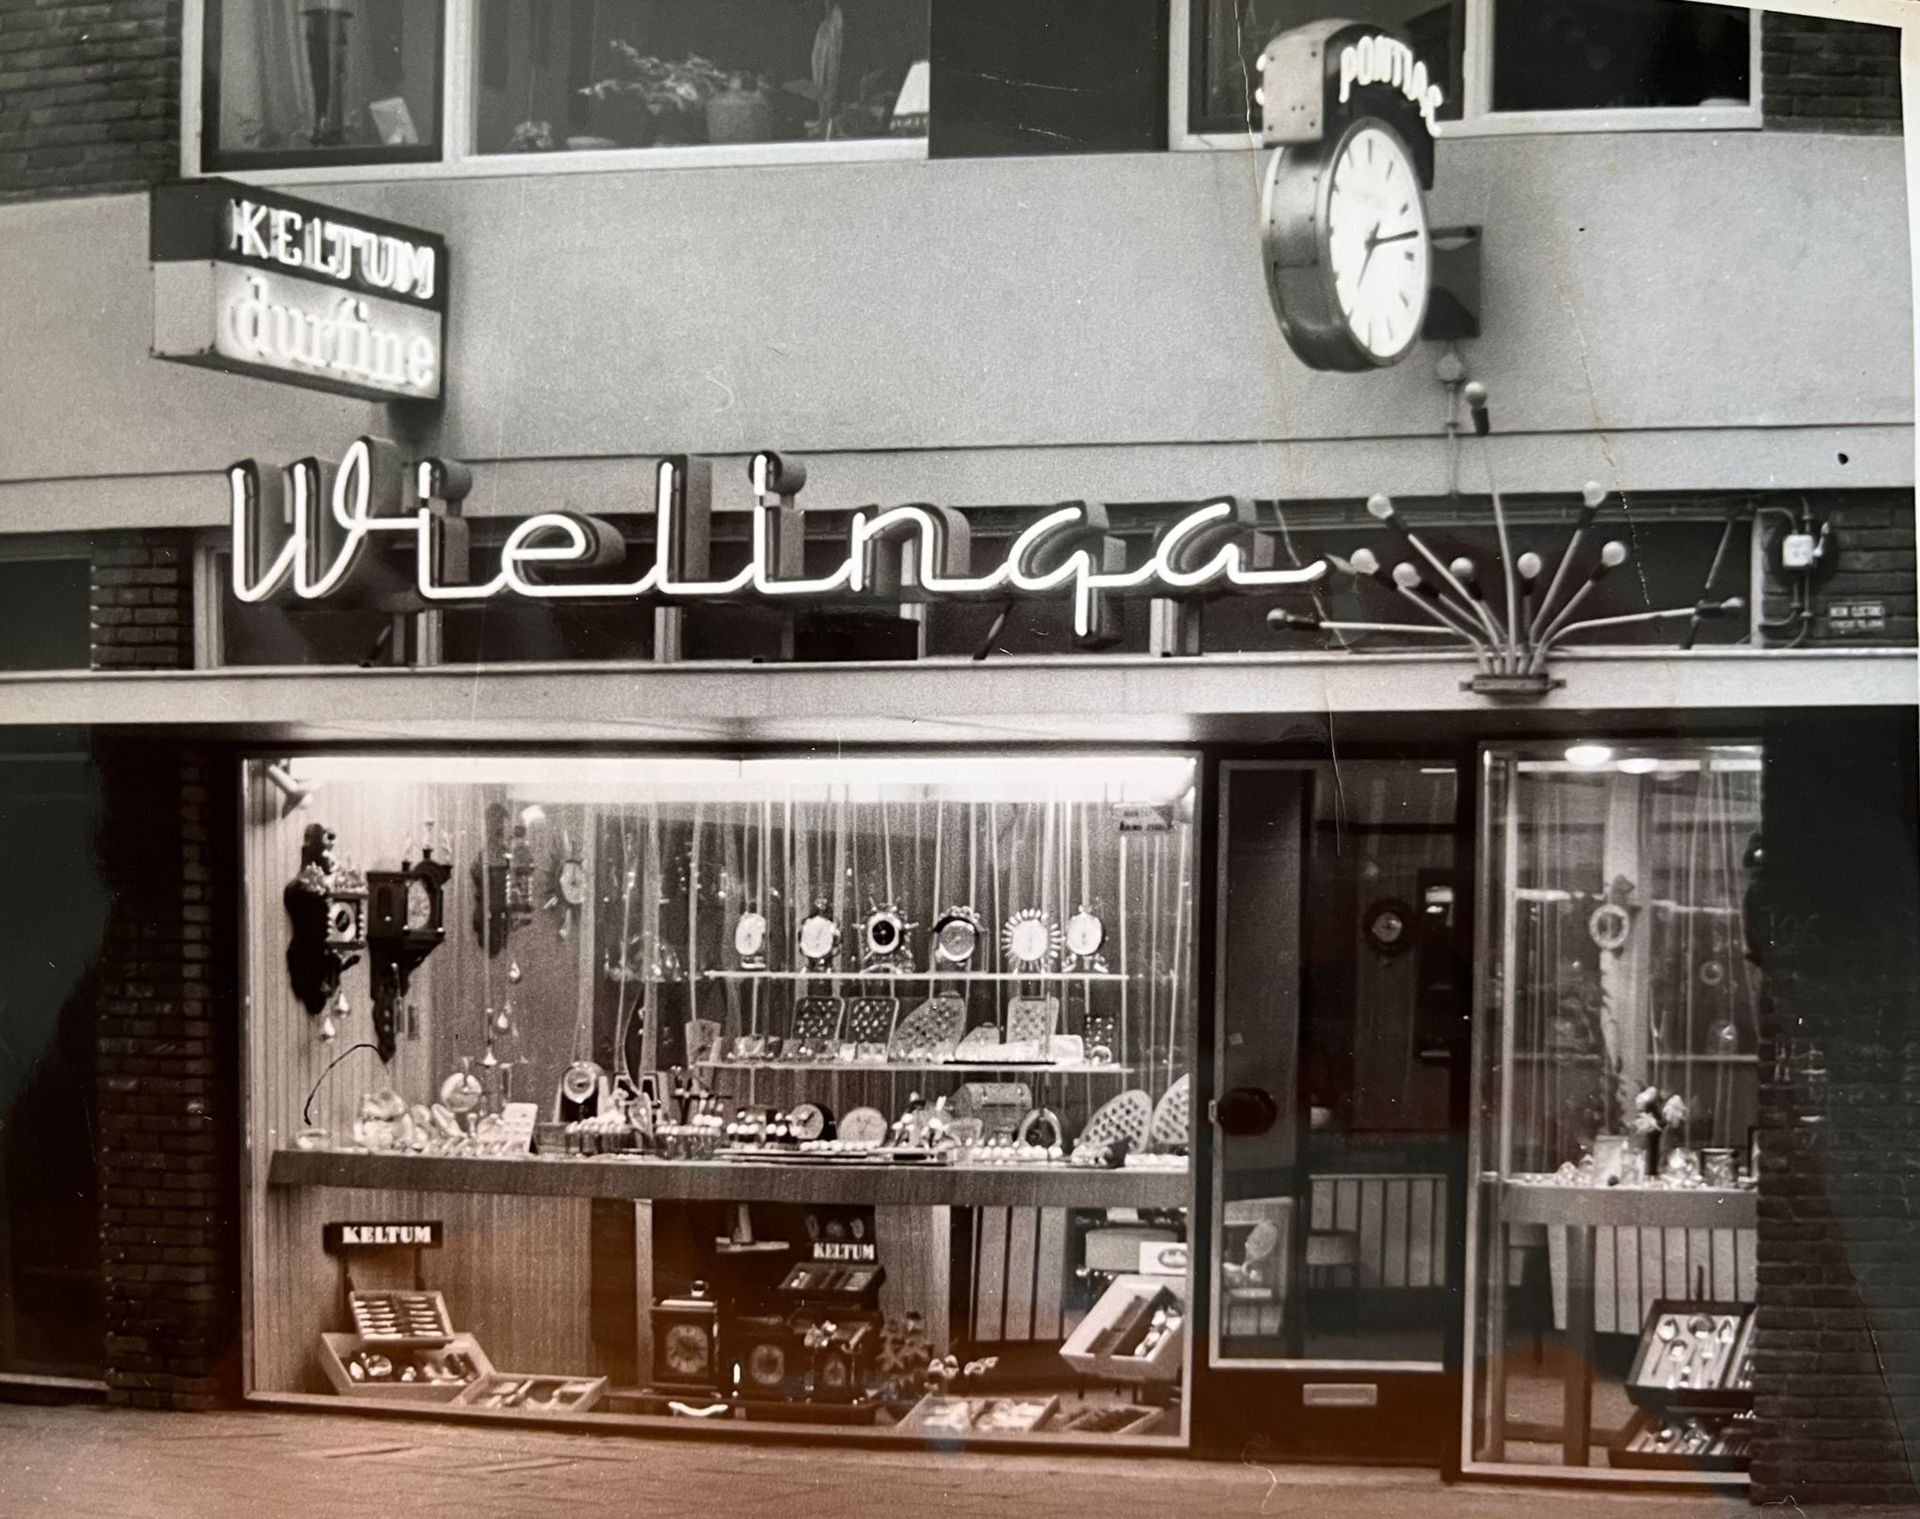 PONTIAC
KELTUM
durfine
Wielinga
KELTUM
KELTUM